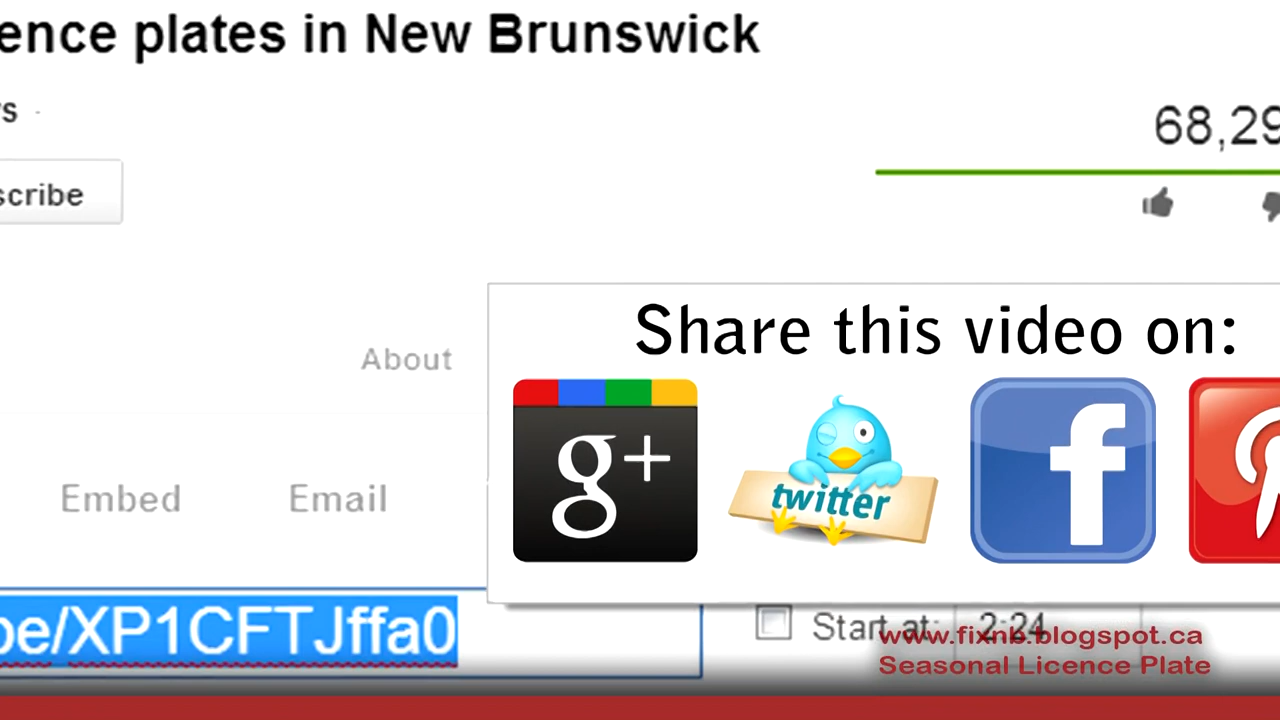 ence plates in New Brunswick
68,29
scribe
Share this video on:
About
g+
twitter
f
Embed
Email
be/XP1CFTJffa0
Start at:
2:24
www.fixnb.blogspot.ca
Seasonal Licence Plate